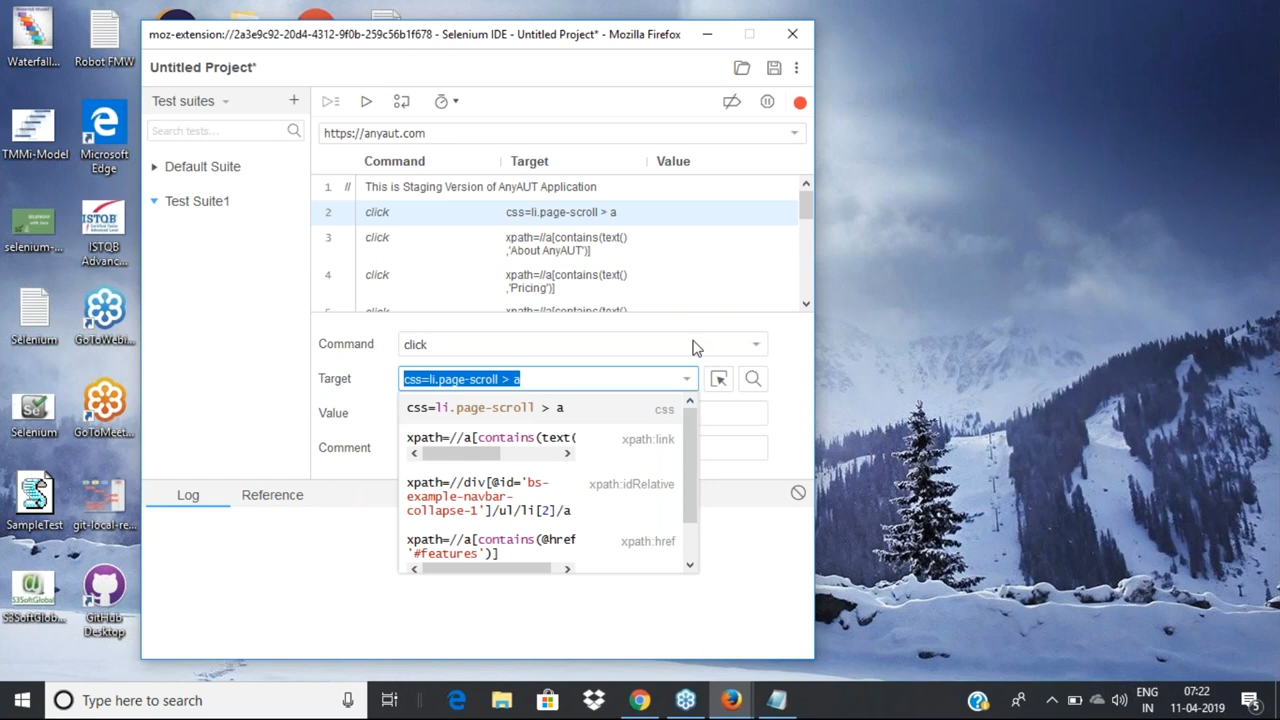 moz-extension://2a3e9c92-20d4-4312-9f0b-259c56b1f678 - Selenium IDE - Untitled Project* - Mozilla Firefox
Untitled Project*
Test suites
Search tests...
Default Suite
Test Suite1
https://anyaut.com
Command Target Value
1 // This is Staging Version of AnyAUT Application
2 click css=li.page-scroll > a
3 click xpath=//a[contains(text()
,'About AnyAUT')]
4 click xpath=//a[contains(text()
,'Pricing')]
Command click
Target css=li.page-scroll > a
css=li.page-scroll > a css
xpath=//a[contains(text( xpath:link
xpath=//div[@id='bs-
example-navbar-
collapse-1']/ul/li[2]/a
xpath:idRelative
xpath=//a[contains(@href
'#features')]
xpath:href
Value
Comment
Log Reference
Waterfall...
Robot FMW
TMMi-Model
Microsoft
Edge
selenium-...
ISTQB
Advanc...
Selenium
GoToWebi...
Selenium
GoToMeet...
SampleTest
git-local-re...
S3SoftGlob...
GitHub
Desktop
Type here to search
ENG
IN
07:22
11-04-2019
5